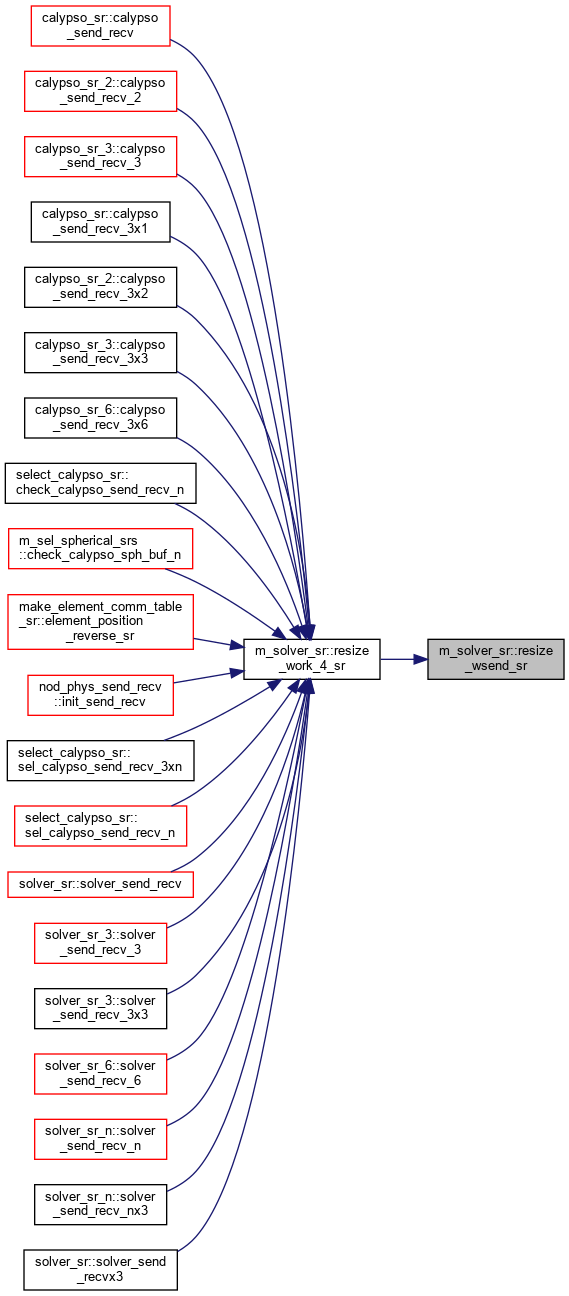 calypso_sr::calypso
_send_recv
calypso_sr_2::calypso
_send_recv_2
calypso_sr_3::calypso
_send_recv_3
calypso_sr::calypso
_send_recv_3x1
calypso_sr_2::calypso
_send_recv_3x2
calypso_sr_3::calypso
_send_recv_3x3
calypso_sr_6::calypso
_send_recv_3x6
select_calypso_sr::
check_calypso_send_recv_n
m_sel_spherical_srs
::check_calypso_sph_buf_n
make_element_comm_table
_sr::element_position
_reverse_sr
m_solver_sr::resize
_work_4_sr
m_solver_sr::resize
_wsend_sr
nod_phys_send_recv
::init_send_recv
select_calypso_sr::
sel_calypso_send_recv_3xn
select_calypso_sr::
sel_calypso_send_recv_n
solver_sr::solver_send_recv
solver_sr_3::solver
_send_recv_3
solver_sr_3::solver
_send_recv_3x3
solver_sr_6::solver
_send_recv_6
solver_sr_n::solver
_send_recv_n
solver_sr_n::solver
_send_recv_nx3
solver_sr::solver_send
_recvx3